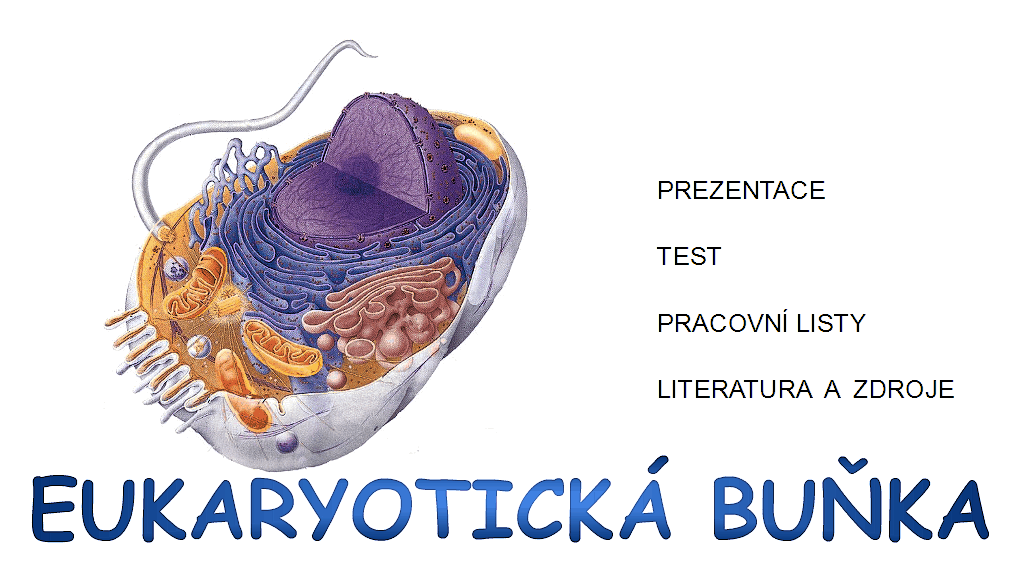 PREZENTACE
TEST
PRACOVNÍ LISTY
LITERATURA A ZDROJE
EUKARYOTICKÁ BUŇKA